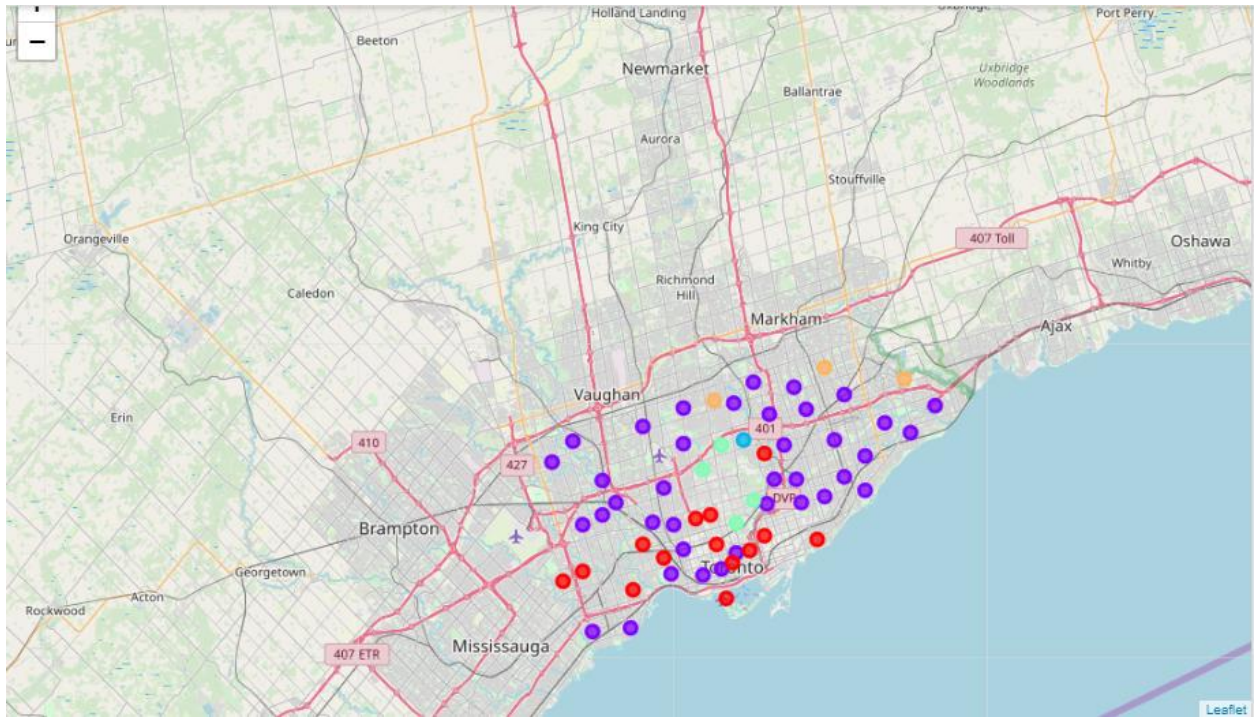 Holland Landing
Port Perry
Beeton
Newmarket
Uxbridge
Woodlands
Ballantrae
Aurora
Stouffville
King City
Orangeville
407 Toll
Oshawa
Whitby
Richmond
Hill
Caledon
Markham
Ajax
Vaughan
Erin
401
410
427
DVP
Brampton
Toronto
Georgetown
Acton
Rockwood
Mississauga
407 ETR
Leaflet